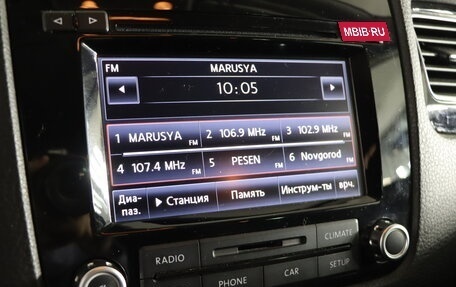 MBIB.RU
FM MARUSYA
10:05
1 MARUSYA FM 2 106.9 MHz FM 3 102.9 MHz FM
4 107.4 MHz FM 5 PESEN FM 6 Novgorod FM
Диа-паз. Станция Память Инструм-ты врч.
RADIO CLIMATE
PHONE CAR SETUP